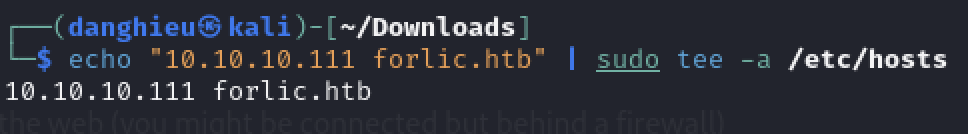 ┌──(danghieu㉿kali)-[~/Downloads]
└─$ echo "10.10.10.111 forlic.htb" | sudo tee -a /etc/hosts
10.10.10.111 forlic.htb
the web (you might be connected but behind a firewall)